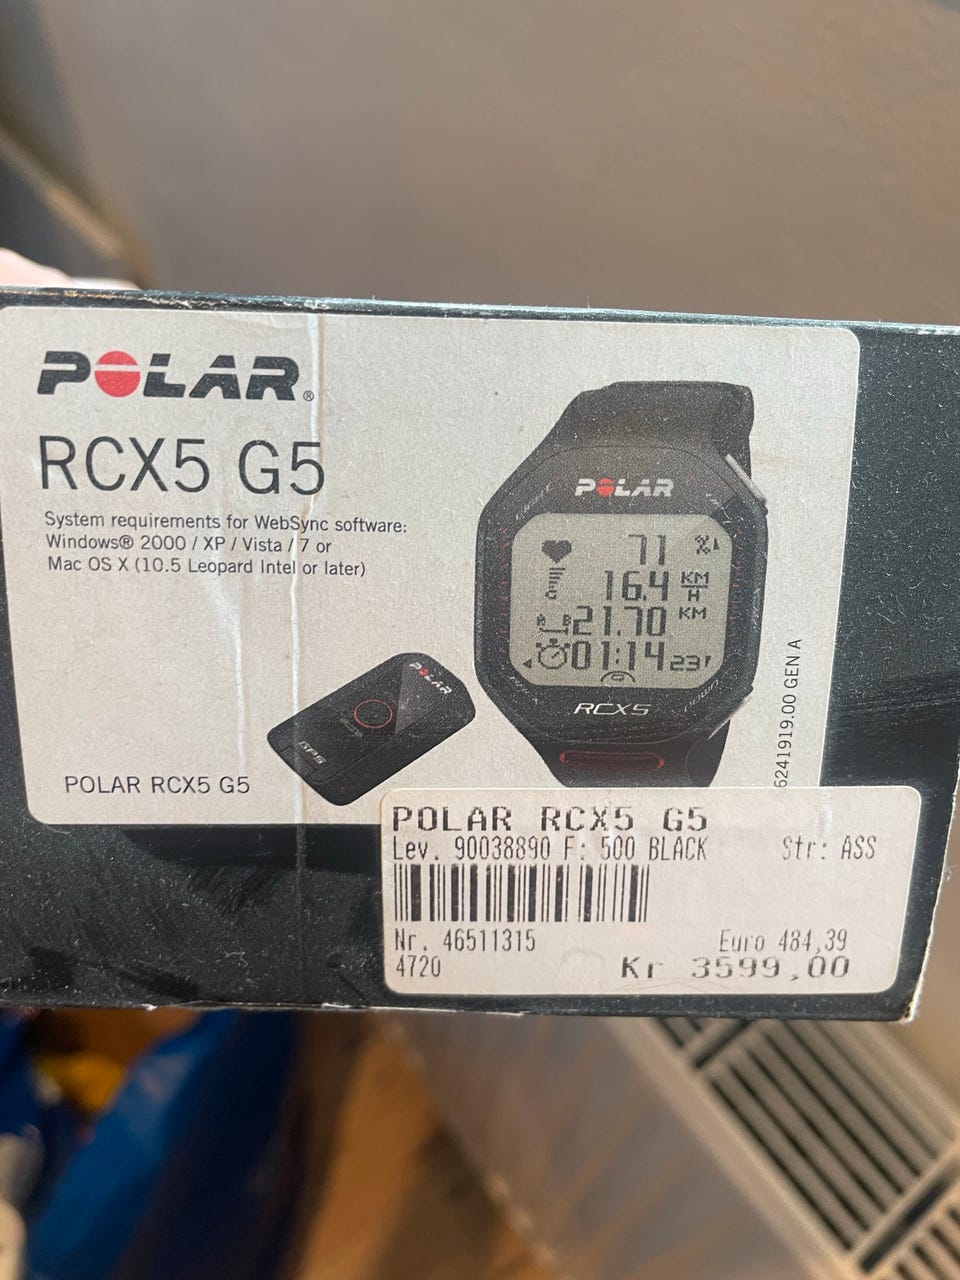 POLAR®
RCX5 G5
System requirements for WebSync software:
Windows® 2000 / XP / Vista / 7 or
Mac OS X (10.5 Leopard Intel or later)
POLAR
71 %
16.4 KM/H
A B 21.70 KM
01:14 23'
RCX5
POLAR
GPS
POLAR RCX5 G5
6241919.00 GEN A
POLAR RCX5 G5
Lev. 90038890 F: 500 BLACK Str: ASS
Nr. 46511315 Euro 484,39
4720 Kr 3599,00